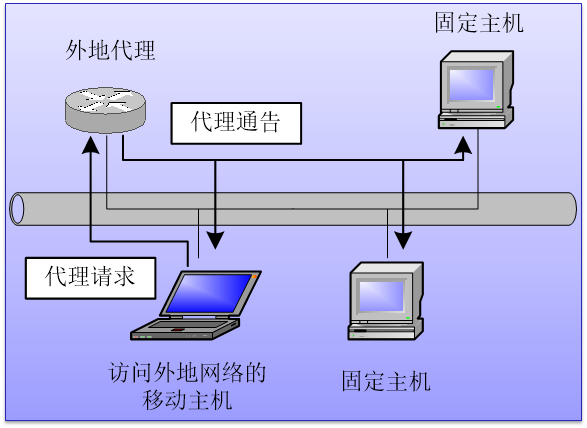 固定主机
外地代理
代理通告
代理请求
访问外地网络的
移动主机
固定主机